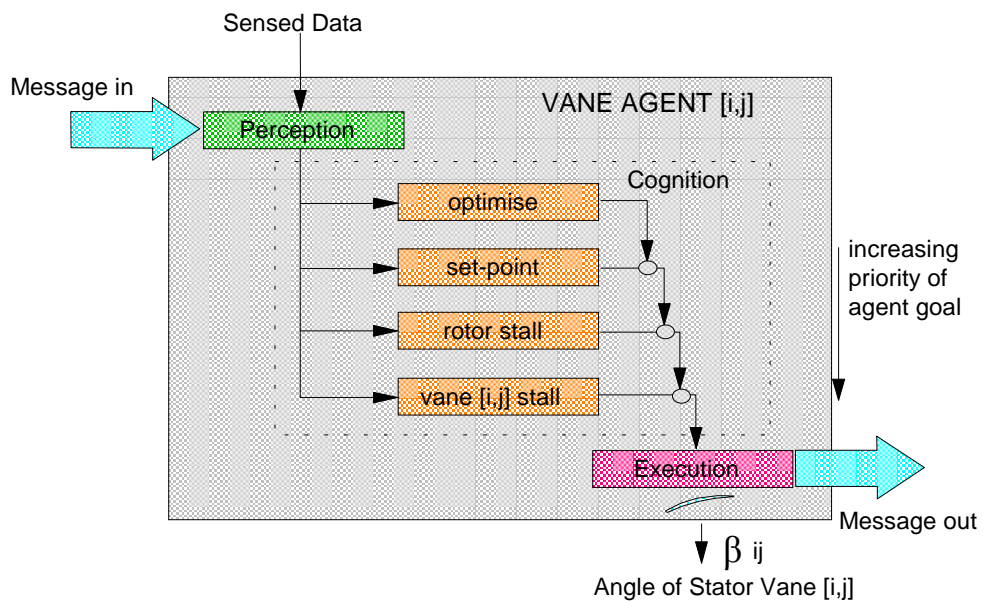 Sensed Data
Message in
VANE AGENT [i,j]
Perception
Cognition
optimise
set-point
rotor stall
vane [i,j] stall
increasing
priority of
agent goal
Execution
Message out
β ij
Angle of Stator Vane [i,j]